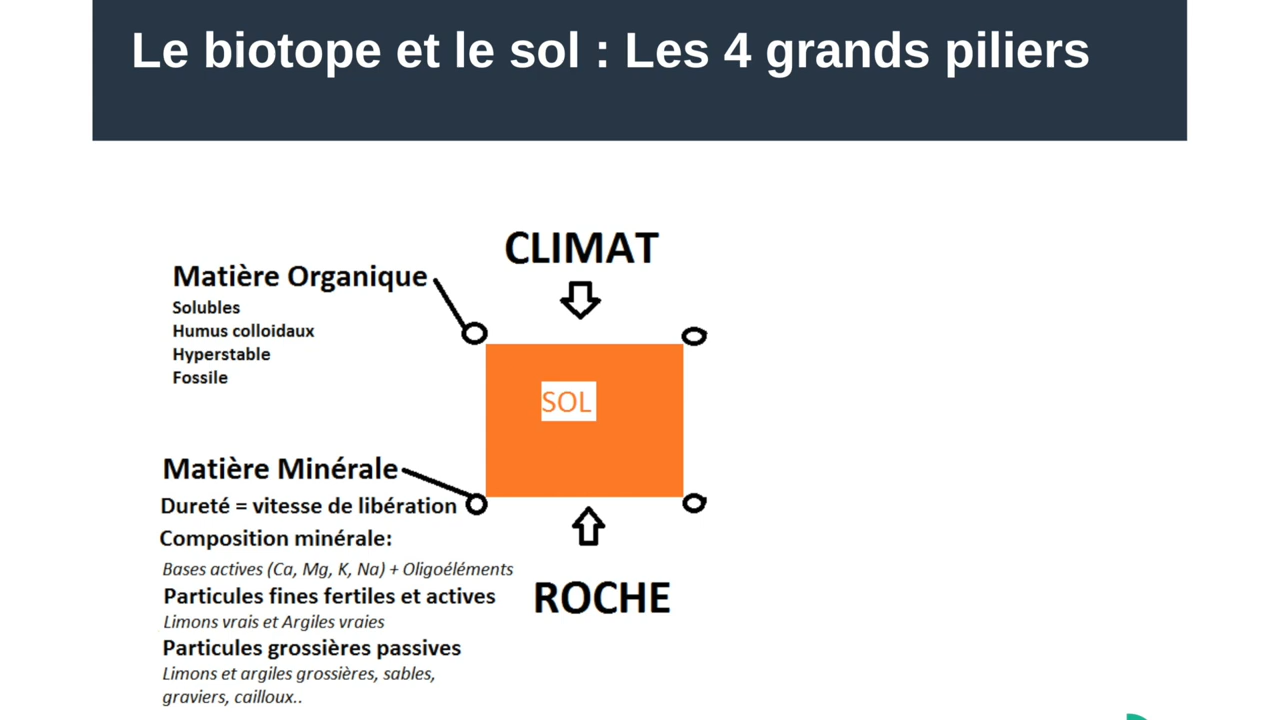 Le biotope et le sol : Les 4 grands piliers
CLIMAT
Matière Organique
Solubles
Humus colloidaux
Hyperstable
Fossile
SOL
Matière Minérale
Dureté = vitesse de libération
Composition minérale:
Bases actives (Ca, Mg, K, Na) + Oligoéléments
Particules fines fertiles et actives
Limons vrais et Argiles vraies
Particules grossières passives
Limons et argiles grossières, sables,
graviers, cailloux..
ROCHE